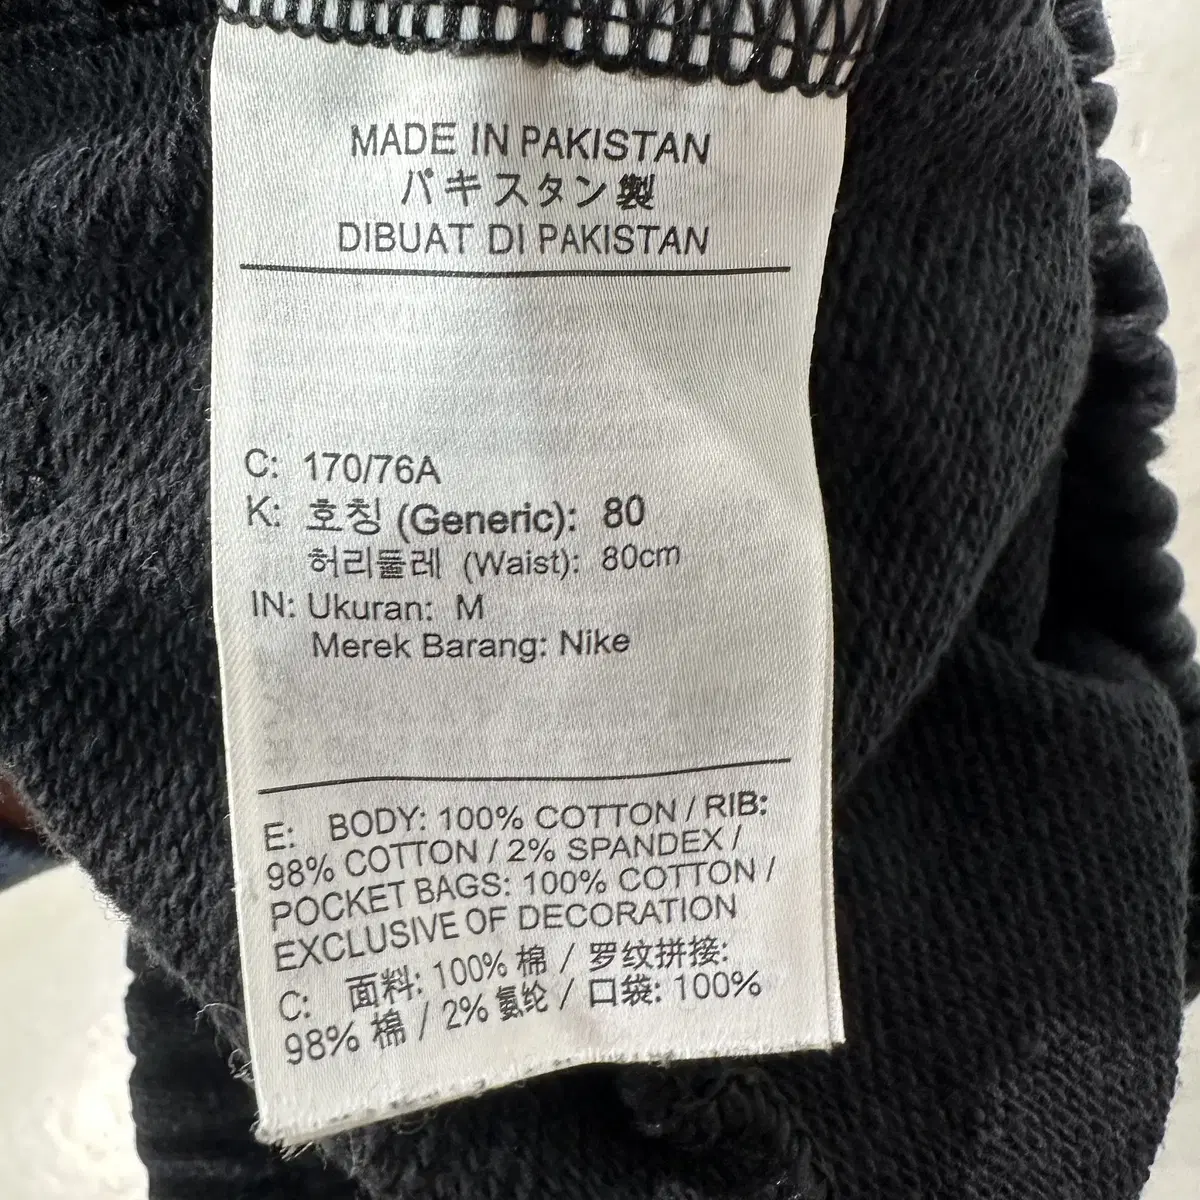 MADE IN PAKISTAN
パキスタン製
DIBUAT DI PAKISTAN
C: 170/76A
K: 호칭 (Generic): 80
허리둘레 (Waist): 80cm
IN: Ukuran: M
Merek Barang: Nike
E: BODY: 100% COTTON / RIB:
98% COTTON / 2% SPANDEX /
POCKET BAGS: 100% COTTON /
EXCLUSIVE OF DECORATION
C: 面料: 100% 棉 / 罗纹拼接:
98% 棉 / 2% 氨纶 / 口袋: 100%